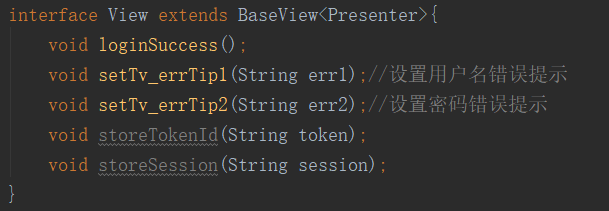 interface View extends BaseView<Presenter>{
void loginSuccess();
void setTv_errTip1(String err1);//设置用户名错误提示
void setTv_errTip2(String err2);//设置密码错误提示
void storeTokenId(String token);
void storeSession(String session);
}